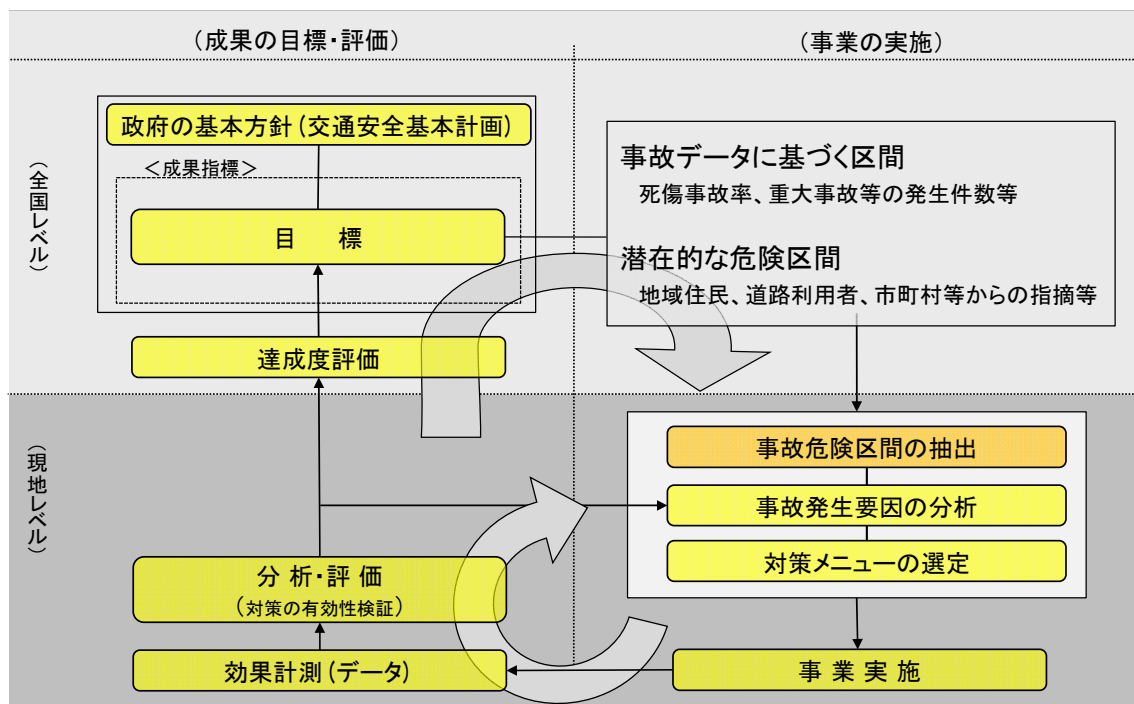 (成果の目標・評価)
(事業の実施)
(全国レベル)
政府の基本方針(交通安全基本計画)
<成果指標>
目 標
達成度評価
事故データに基づく区間
死傷事故率、重大事故等の発生件数等
潜在的な危険区間
地域住民、道路利用者、市町村等からの指摘等
(現地レベル)
事故危険区間の抽出
事故発生要因の分析
対策メニューの選定
分 析・評 価
(対策の有効性検証)
効果計測(データ)
事 業 実 施